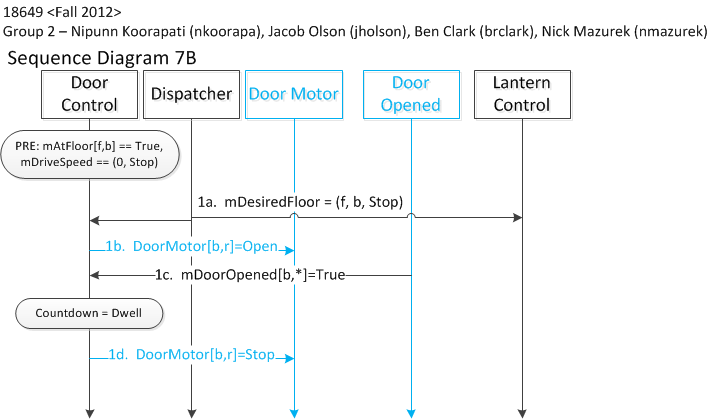 18649 <Fall 2012>
Group 2 – Nipunn Koorapati (nkoorapa), Jacob Olson (jholson), Ben Clark (brclark), Nick Mazurek (nmazurek)
Sequence Diagram 7B
Door Control
Dispatcher
Door Motor
Door Opened
Lantern Control
PRE: mAtFloor[f,b] == True,
mDriveSpeed == (0, Stop)
1a. mDesiredFloor = (f, b, Stop)
1b. DoorMotor[b,r]=Open
1c. mDoorOpened[b,*]=True
Countdown = Dwell
1d. DoorMotor[b,r]=Stop